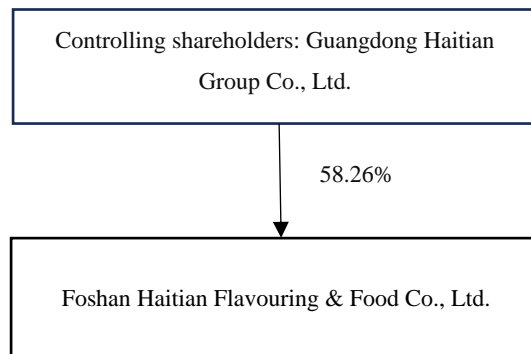 Controlling shareholders: Guangdong Haitian
Group Co., Ltd.
58.26%
Foshan Haitian Flavouring & Food Co., Ltd.